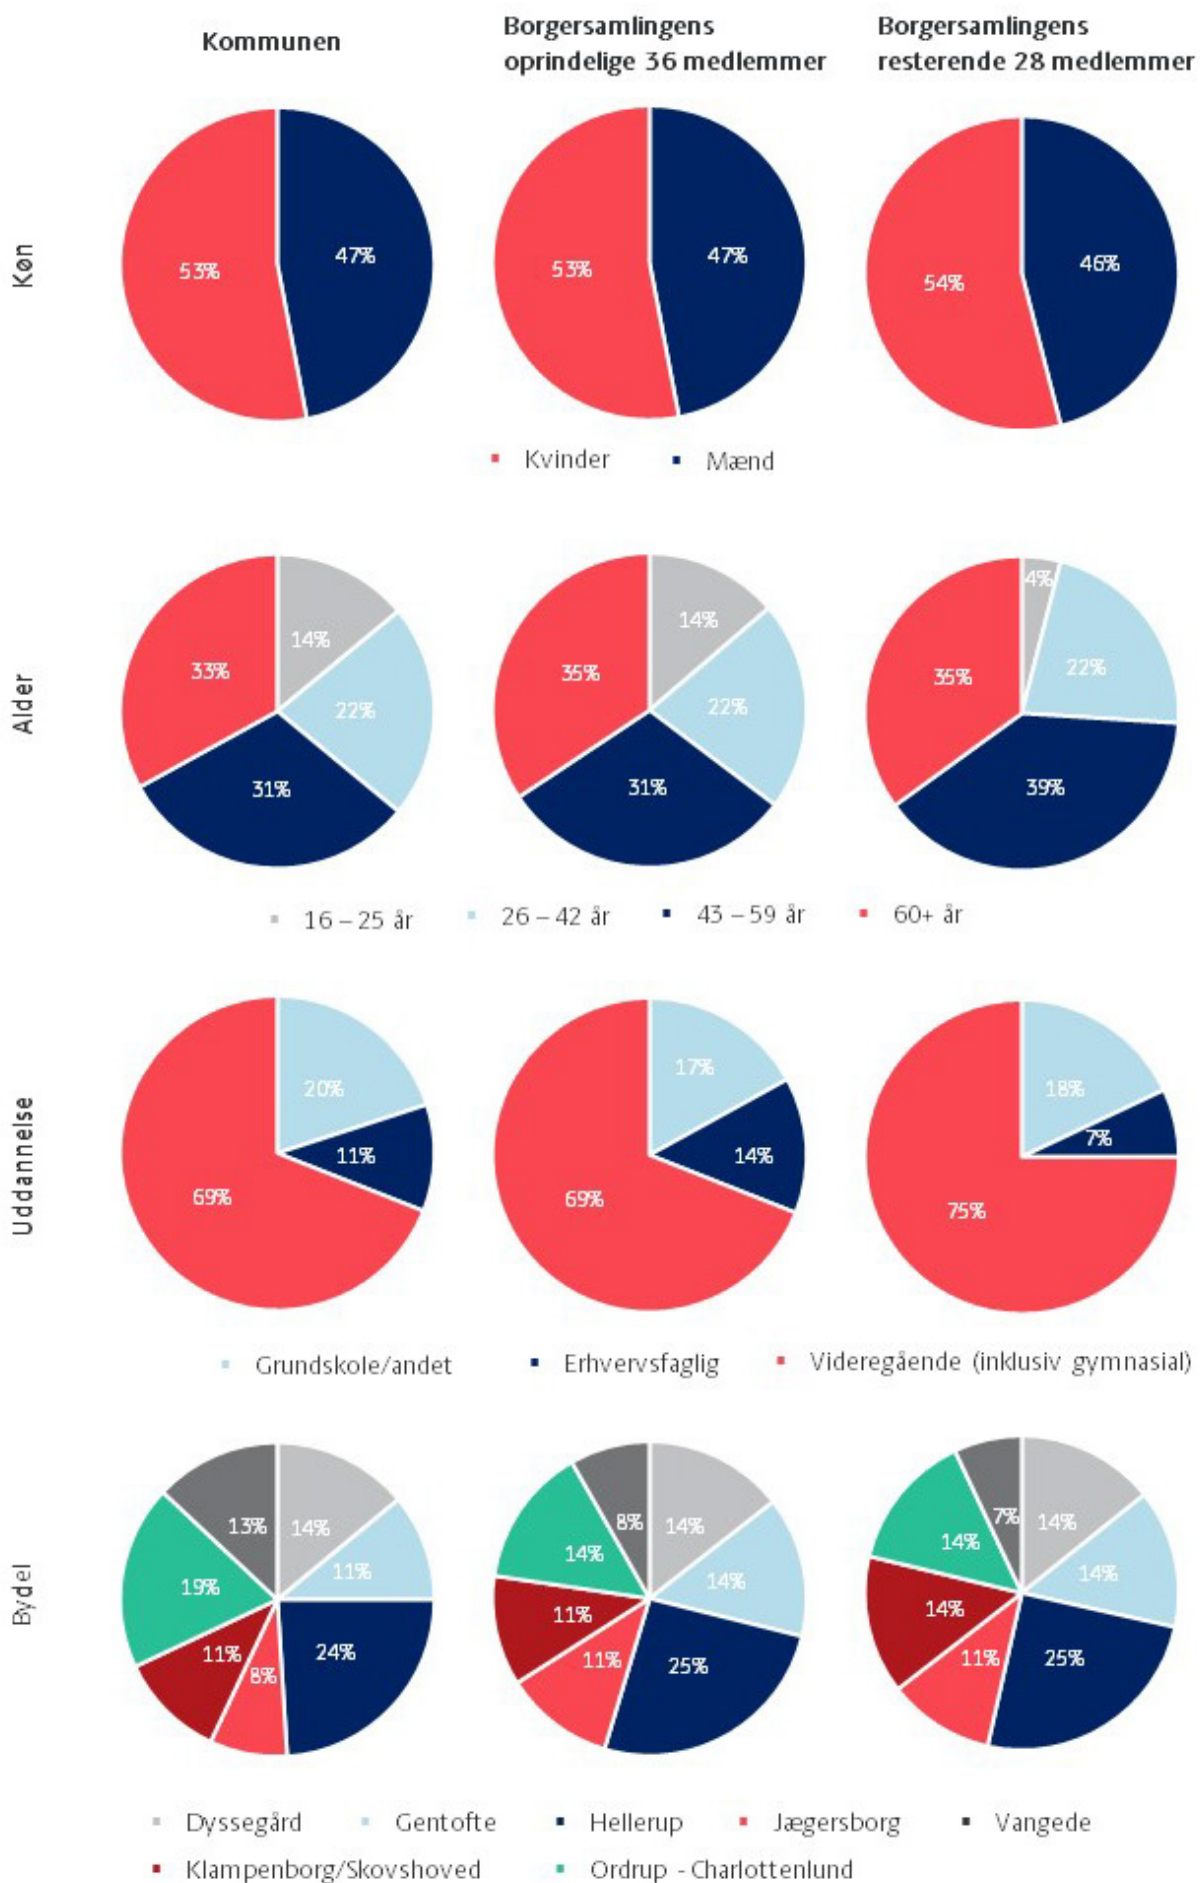 Kommunen
Borgersamlingens
oprindelige 36 medlemmer
Borgersamlingens
resterende 28 medlemmer
Køn
53%
47%
53%
47%
54%
46%
Kvinder
Mænd
Alder
33%
14%
22%
31%
35%
14%
22%
31%
35%
4%
22%
39%
16 – 25 år
26 – 42 år
43 – 59 år
60+ år
Uddannelse
20%
11%
69%
17%
14%
69%
18%
7%
75%
Grundskole/andet
Erhvervsfaglig
Videregående (inklusiv gymnasial)
Bydel
13%
14%
11%
19%
11%
8%
24%
8%
14%
14%
14%
11%
11%
25%
7%
14%
14%
14%
14%
11%
25%
Dyssegård
Gentofte
Hellerup
Jægersborg
Vangede
Klampenborg/Skovshoved
Ordrup - Charlottenlund